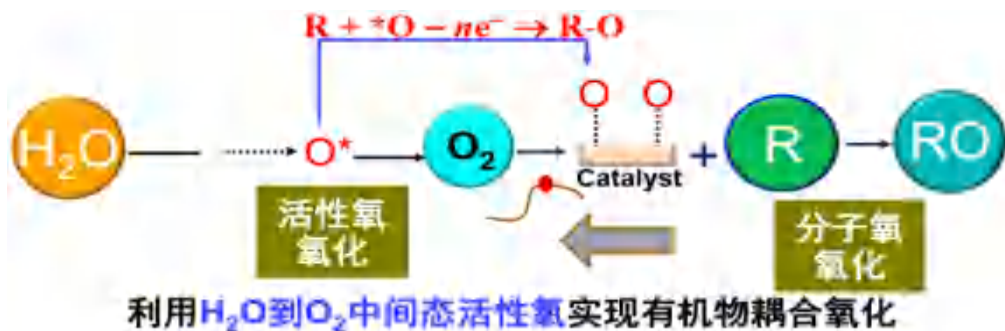 R + *O – ne⁻ → R-O
O O
H₂O O* O₂ + R RO
Catalyst
活性氧
氧化
分子氧
氧化
利用H₂O到O₂中间态活性氢实现有机物耦合氧化